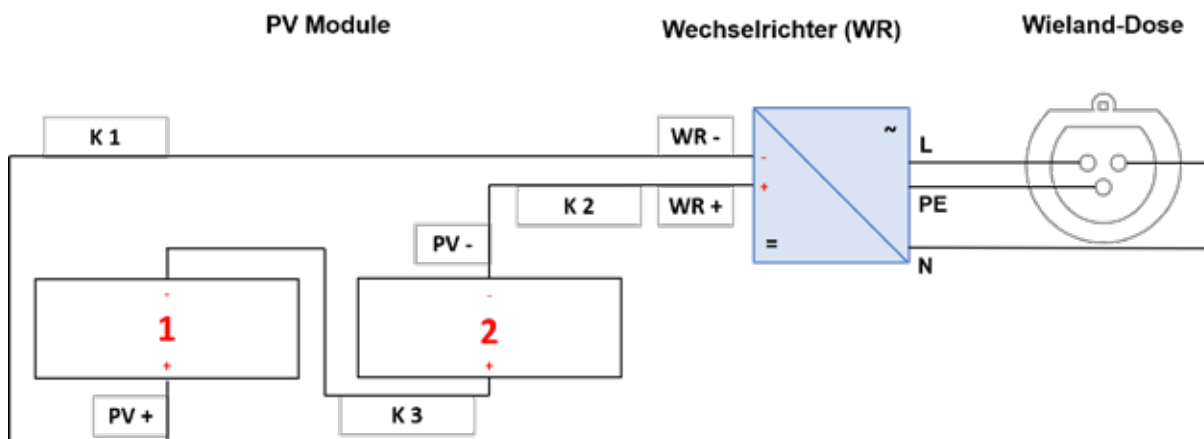 PV Module
Wechselrichter (WR)
Wieland-Dose
K 1
WR -
-
~
L
K 2
WR +
+
PE
PV -
=
N
-
-
1
2
+
+
PV +
K 3